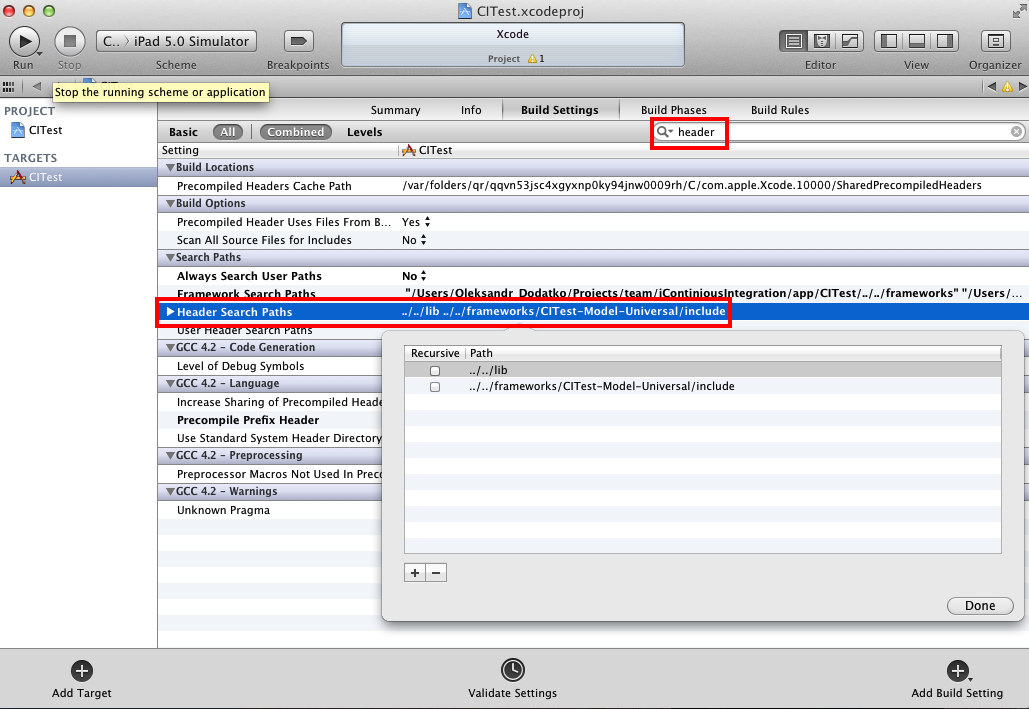 CITest.xcodeproj
C.. 〉 iPad 5.0 Simulator
Xcode
Project 1
Run
Stop
Scheme
Breakpoints
Editor
View
Organizer
Stop the running scheme or application
PROJECT
CITest
TARGETS
CITest
Summary Info Build Settings Build Phases Build Rules
Basic All Combined Levels header
Setting CITest
Build Locations
Precompiled Headers Cache Path /var/folders/qr/qqvn53jsc4xgyxnp0ky94jnw0009rh/C/com.apple.Xcode.10000/SharedPrecompiledHeaders
Build Options
Precompiled Header Uses Files From B... Yes
Scan All Source Files for Includes No
Search Paths
Always Search User Paths No
Framework Search Paths "/Users/Oleksandr_Dodatko/Projects/team/iContiniousIntegration/app/CITest/../../frameworks" "/Users/...
Header Search Paths ../../lib ../../frameworks/CITest-Model-Universal/include
User Header Search Paths
GCC 4.2 - Code Generation
Level of Debug Symbols
GCC 4.2 - Language
Increase Sharing of Precompiled Heade
Precompile Prefix Header
Use Standard System Header Directory
GCC 4.2 - Preprocessing
Preprocessor Macros Not Used In Preco
GCC 4.2 - Warnings
Unknown Pragma
Recursive Path
../../lib
../../frameworks/CITest-Model-Universal/include
+ −
Done
Add Target
Validate Settings
Add Build Setting